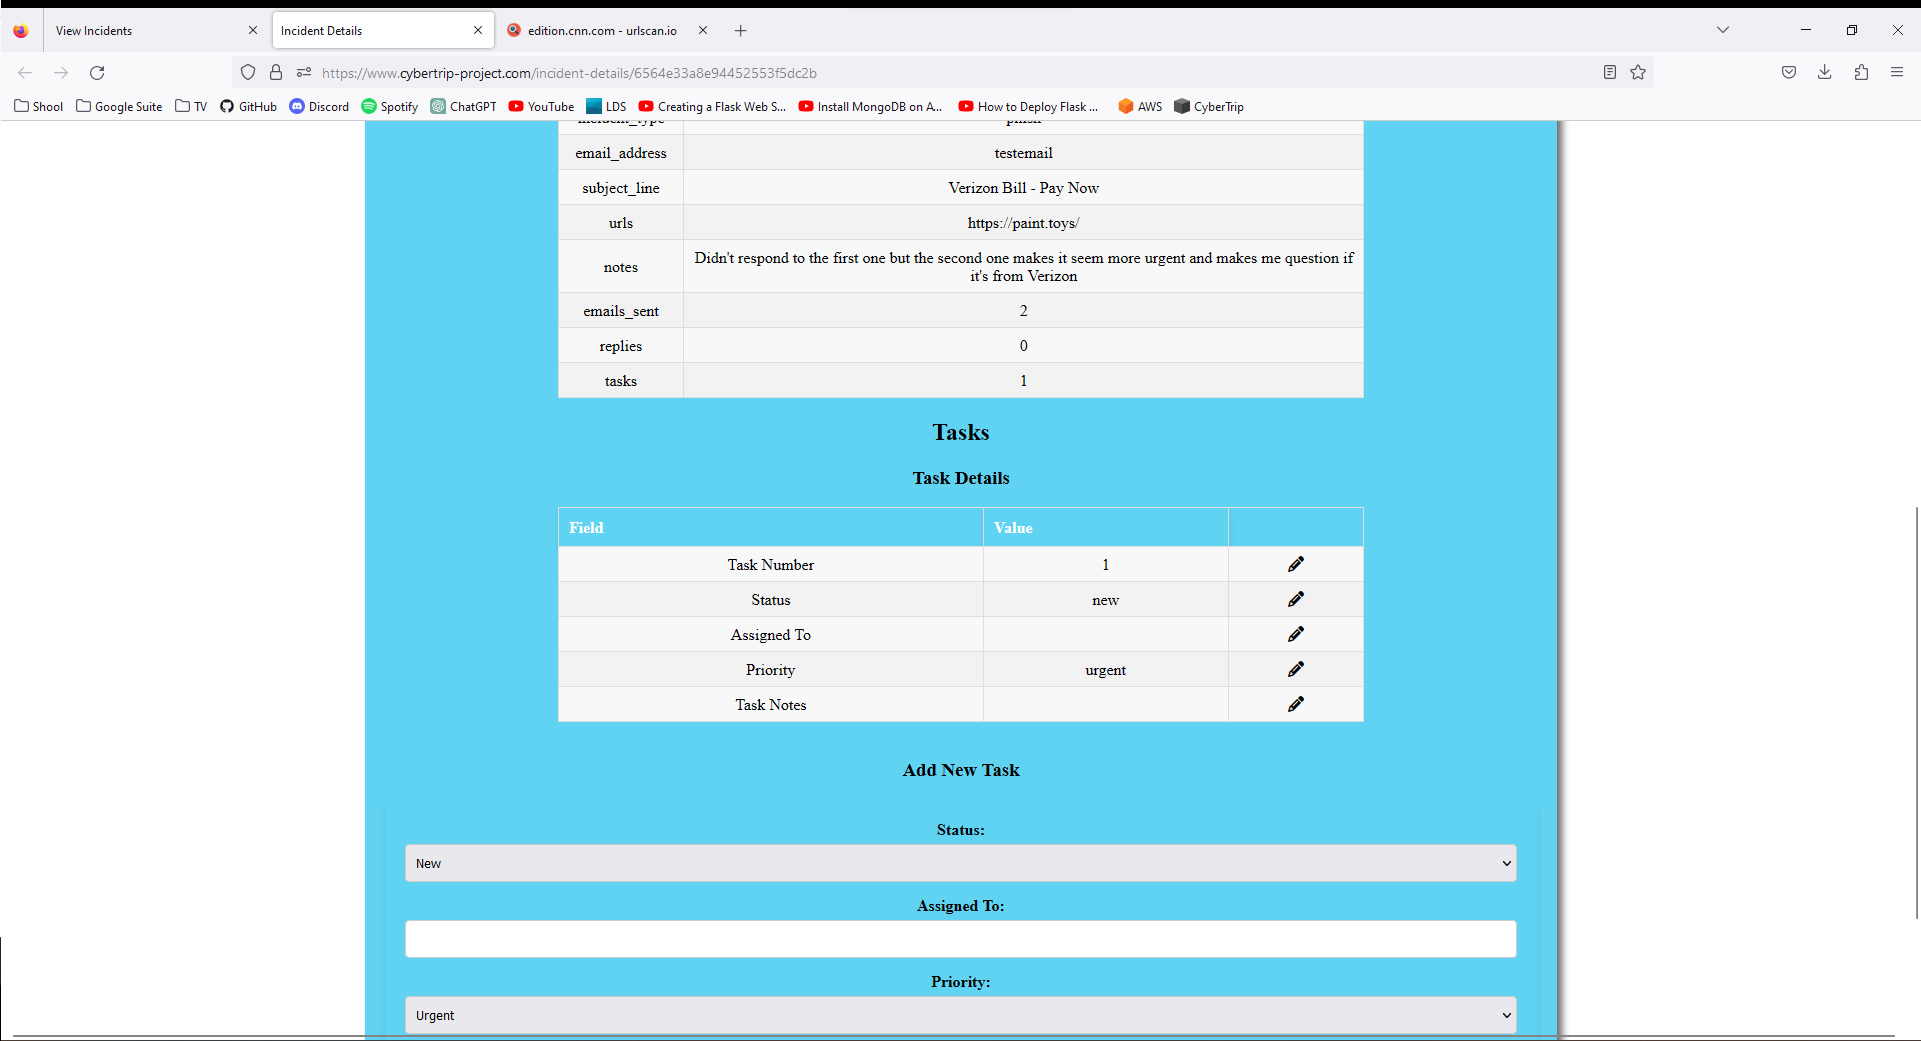 View Incidents
Incident Details
edition.cnn.com - urlscan.io
https://www.cybertrip-project.com/incident-details/6564e33a8e94452553f5dc2b
Shool Google Suite TV GitHub Discord Spotify ChatGPT YouTube LDS Creating a Flask Web S... Install MongoDB on A... How to Deploy Flask ... AWS CyberTrip
incident_type phish
email_address testemail
subject_line Verizon Bill - Pay Now
urls https://paint.toys/
notes Didn't respond to the first one but the second one makes it seem more urgent and makes me question if
it's from Verizon
emails_sent 2
replies 0
tasks 1
Tasks
Task Details
Field Value
Task Number 1
Status new
Assigned To
Priority urgent
Task Notes
Add New Task
Status:
New
Assigned To:
Priority:
Urgent